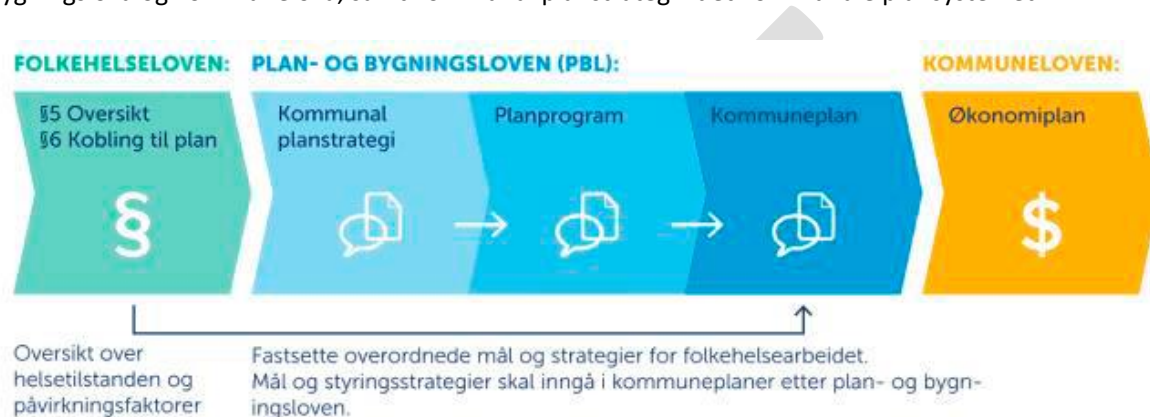 FOLKEHELSELOVEN: PLAN- OG BYGNINGSLOVEN (PBL): KOMMUNELOVEN:
§5 Oversikt
§6 Kobling til plan
§
Kommunal
planstrategi
Planprogram
Kommuneplan
Økonomiplan
$
Oversikt over
helsetilstanden og
påvirkningsfaktorer
Fastsette overordnede mål og strategier for folkehelsearbeidet.
Mål og styringsstrategier skal inngå i kommuneplaner etter plan- og bygn-
ingsloven.